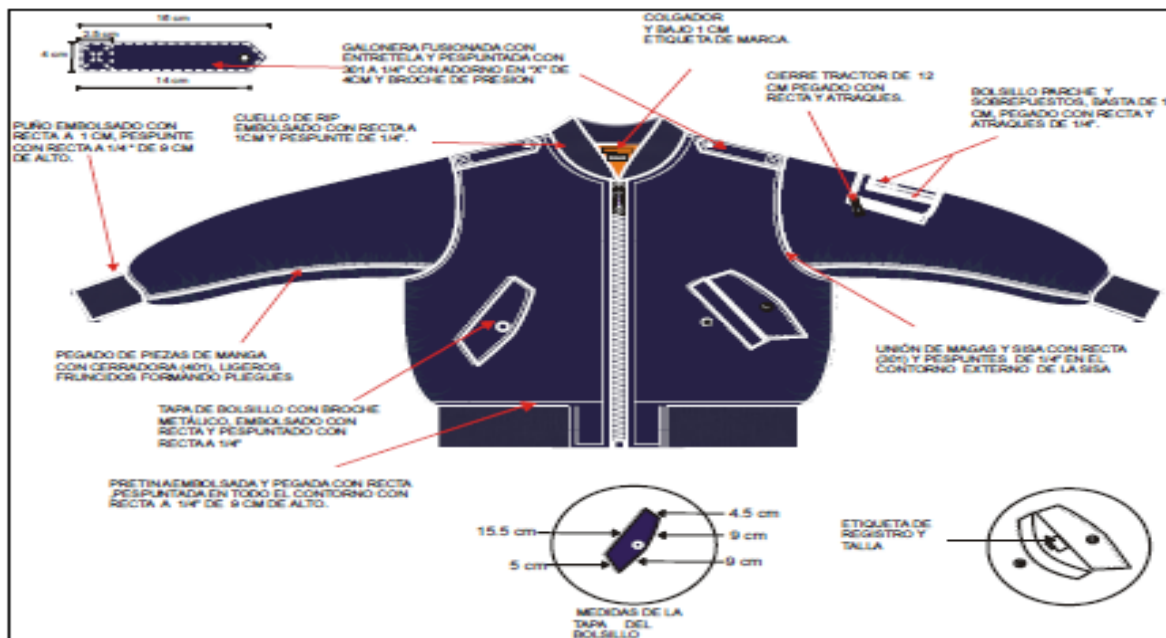 16 cm
2.5 cm
4 cm
14 cm
GALONERA FUSIONADA CON
ENTRETELA Y PESPUNTADA CON
301 A 1/4" CON ADORNO EN "X" DE
4CM Y BROCHE DE PRESION
COLGADOR
Y BAJO 1 CM
ETIQUETA DE MARCA.
CIERRE TRACTOR DE 12
CM PEGADO CON
RECTA Y ATRAQUES.
BOLSILLO PARCHE Y
SOBREPUESTOS, BASTA DE 1
CM, PEGADO CON RECTA Y
ATRAQUES DE 1/4".
PUÑO EMBOLSADO CON
RECTA A 1 CM, PESPUNTE
CON RECTA A 1/4" DE 9 CM
DE ALTO.
CUELLO DE RIP
EMBOLSADO CON RECTA A
1CM Y PESPUNTE DE 1/4".
PEGADO DE PIEZAS DE MANGA
CON CERRADORA (401), LIGEROS
FRUNCIDOS FORMANDO PLIEGUES
UNIÓN DE MAGAS Y SISA CON RECTA
(301) Y PESPUNTES DE 1/4" EN EL
CONTORNO EXTERNO DE LA SISA
TAPA DE BOLSILLO CON BROCHE
METÁLICO, EMBOLSADO CON
RECTA Y PESPUNTADO CON
RECTA A 1/4"
PRETINA EMBOLSADA Y PEGADA CON RECTA
,PESPUNTADA EN TODO EL CONTORNO CON
RECTA A 1/4" DE 9 CM DE ALTO.
15.5 cm
4.5 cm
9 cm
5 cm
9 cm
MEDIDAS DE LA
TAPA DEL
BOLSILLO
ETIQUETA DE
REGISTRO Y
TALLA